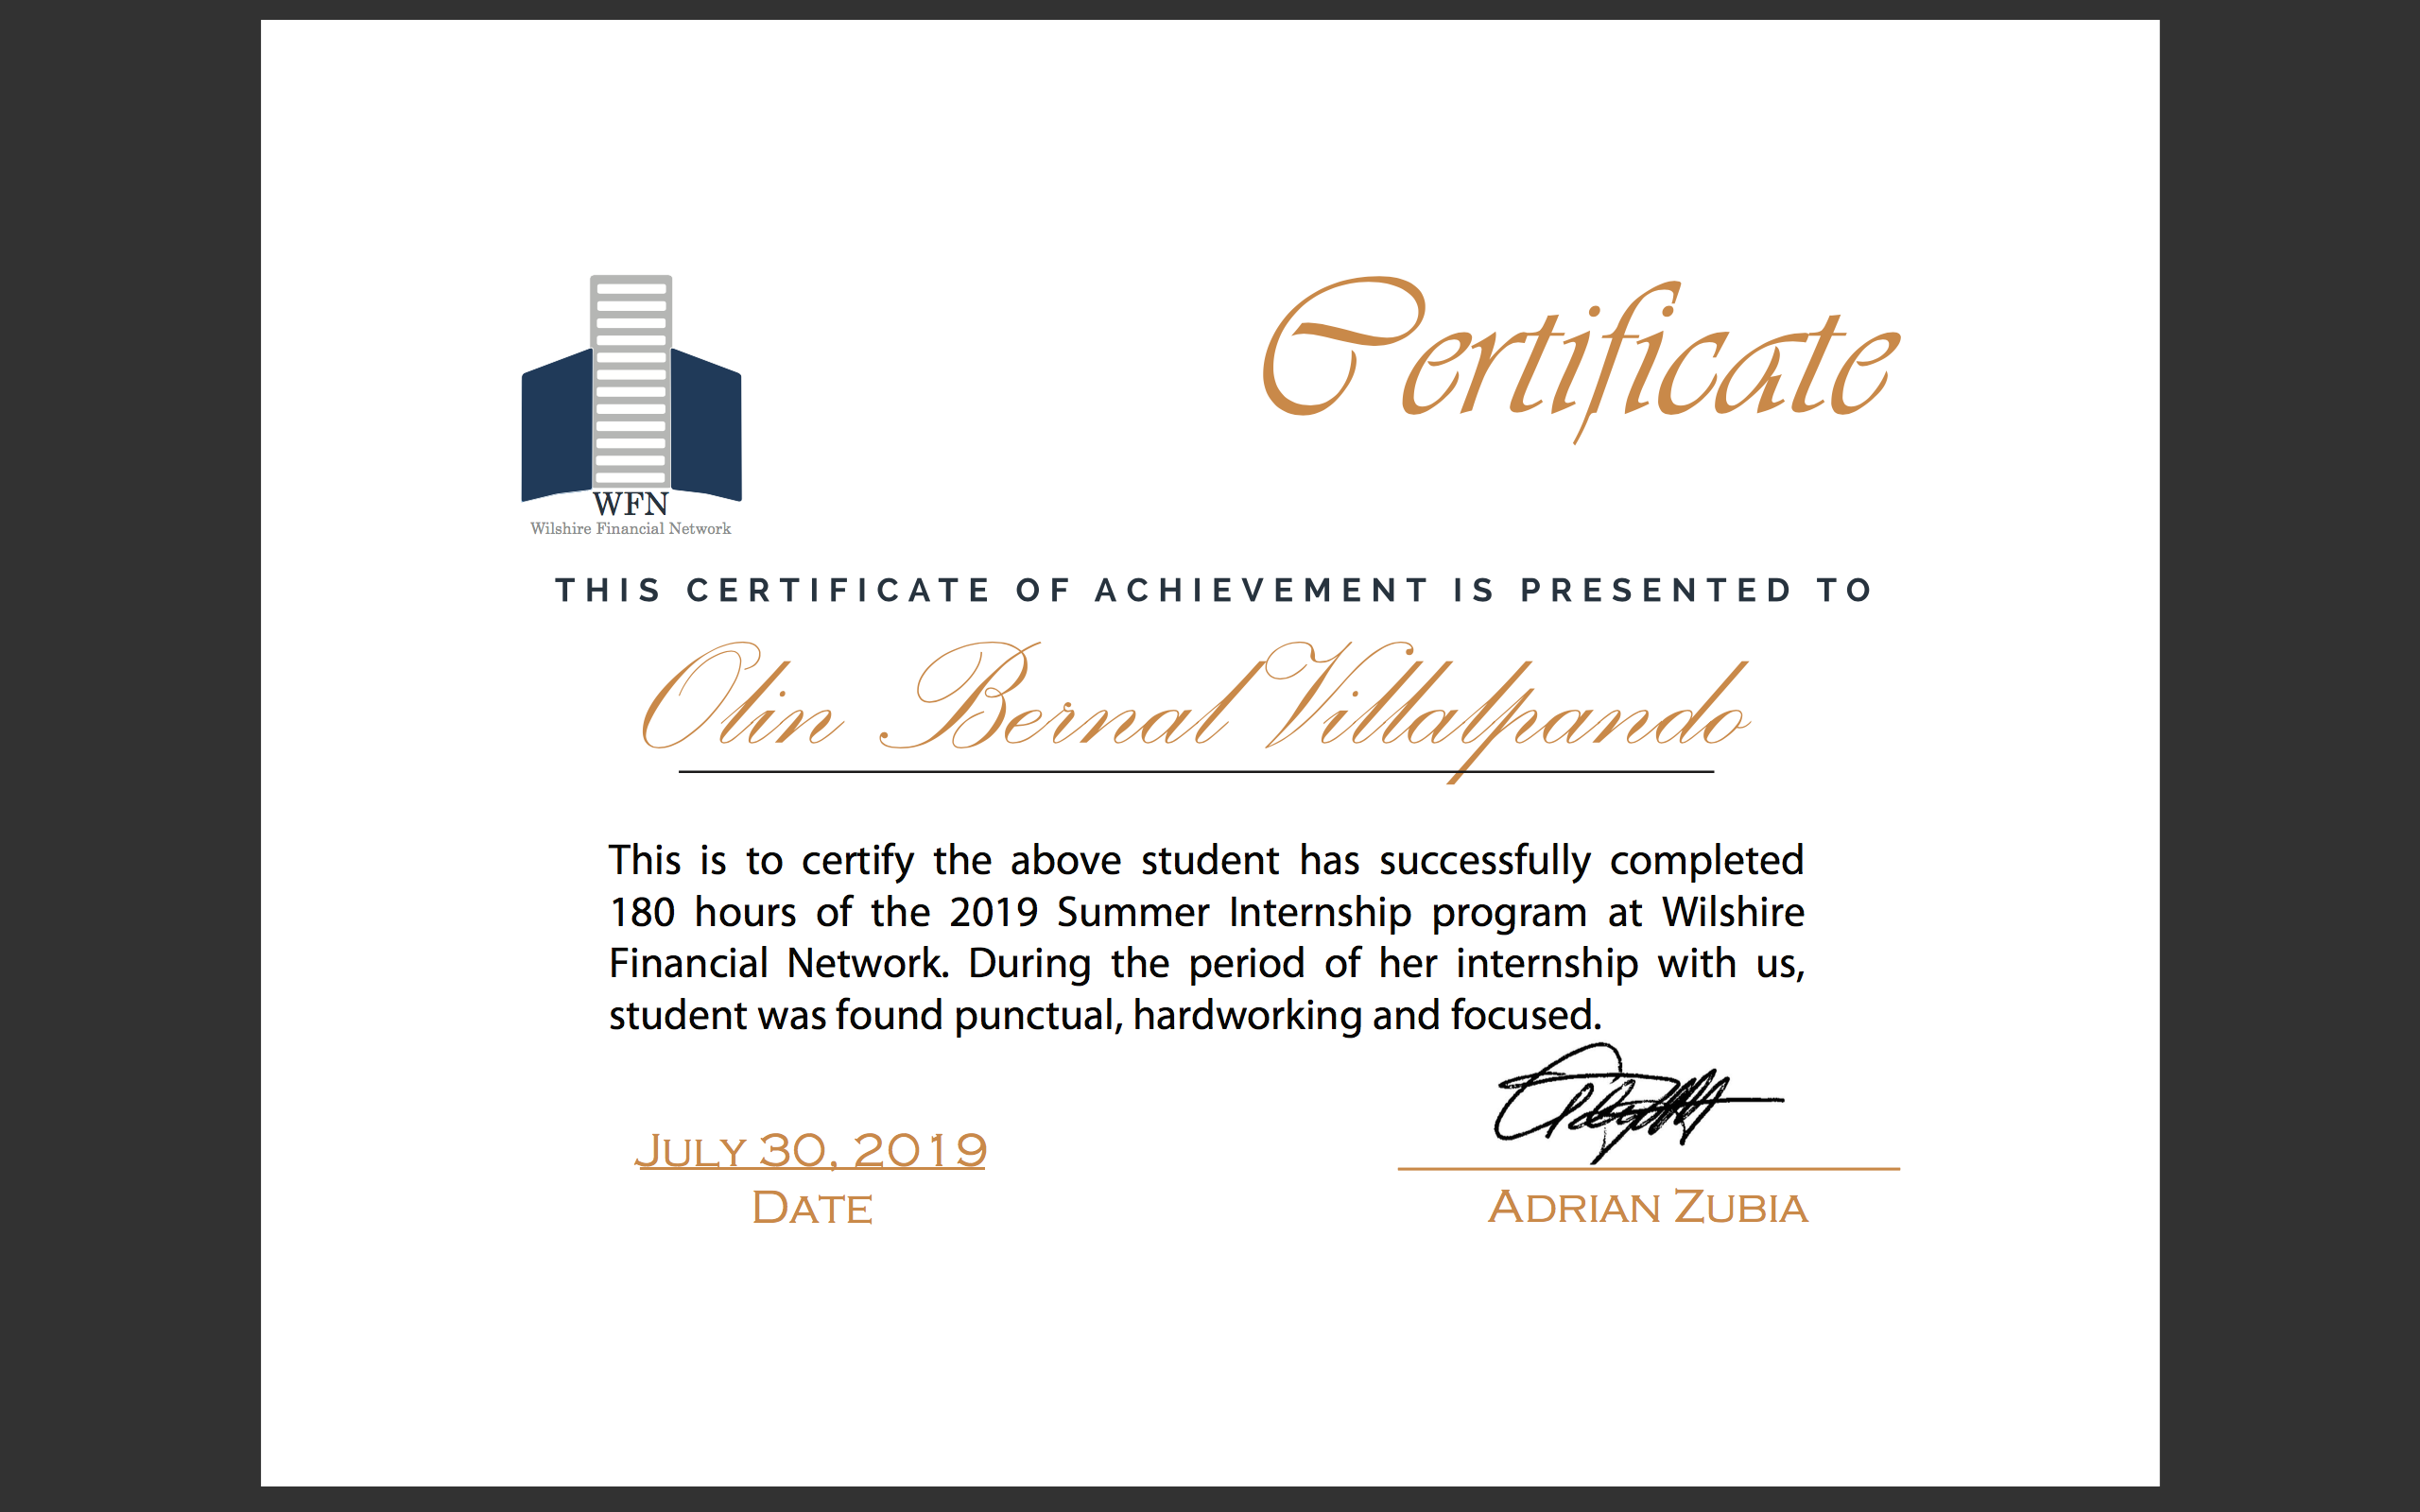 Certificate
WFN
Wilshire Financial Network
THIS CERTIFICATE OF ACHIEVEMENT IS PRESENTED TO
Olin Bernal Villalpando
This is to certify the above student has successfully completed
180 hours of the 2019 Summer Internship program at Wilshire
Financial Network. During the period of her internship with us,
student was found punctual, hardworking and focused.
JULY 30, 2019
DATE
ADRIAN ZUBIA